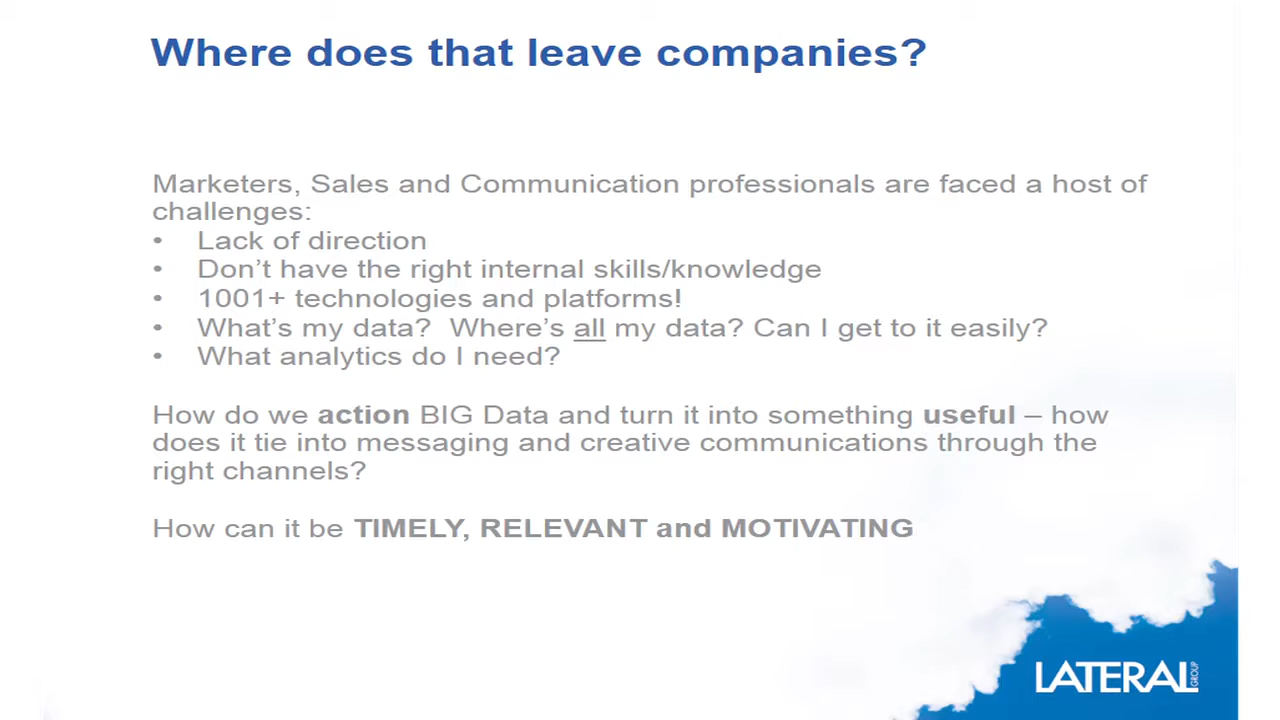 Where does that leave companies?
Marketers, Sales and Communication professionals are faced a host of
challenges:
• Lack of direction
• Don’t have the right internal skills/knowledge
• 1001+ technologies and platforms!
• What’s my data?  Where’s all my data? Can I get to it easily?
• What analytics do I need?
How do we action BIG Data and turn it into something useful – how
does it tie into messaging and creative communications through the
right channels?
How can it be TIMELY, RELEVANT and MOTIVATING
LATERAL GROUP